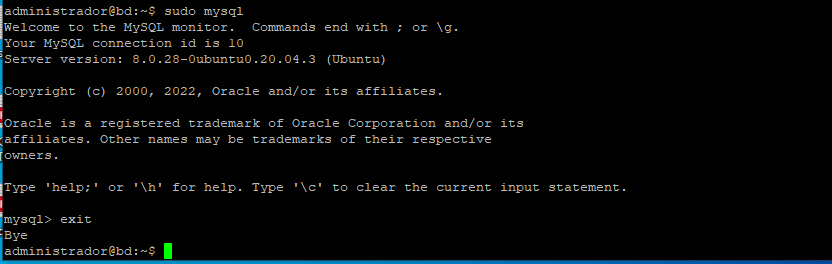 administrador@bd:~$ sudo mysql
Welcome to the MySQL monitor.  Commands end with ; or \g.
Your MySQL connection id is 10
Server version: 8.0.28-0ubuntu0.20.04.3 (Ubuntu)
Copyright (c) 2000, 2022, Oracle and/or its affiliates.
Oracle is a registered trademark of Oracle Corporation and/or its
affiliates. Other names may be trademarks of their respective
owners.
Type 'help;' or '\h' for help. Type '\c' to clear the current input statement.
mysql> exit
Bye
administrador@bd:~$